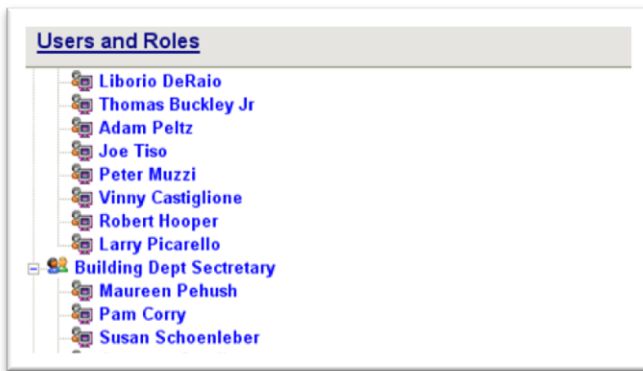 Users and Roles
Liborio DeRaio
Thomas Buckley Jr
Adam Peltz
Joe Tiso
Peter Muzzi
Vinny Castiglione
Robert Hooper
Larry Picarello
Building Dept Sectretary
Maureen Pehush
Pam Corry
Susan Schoenleber